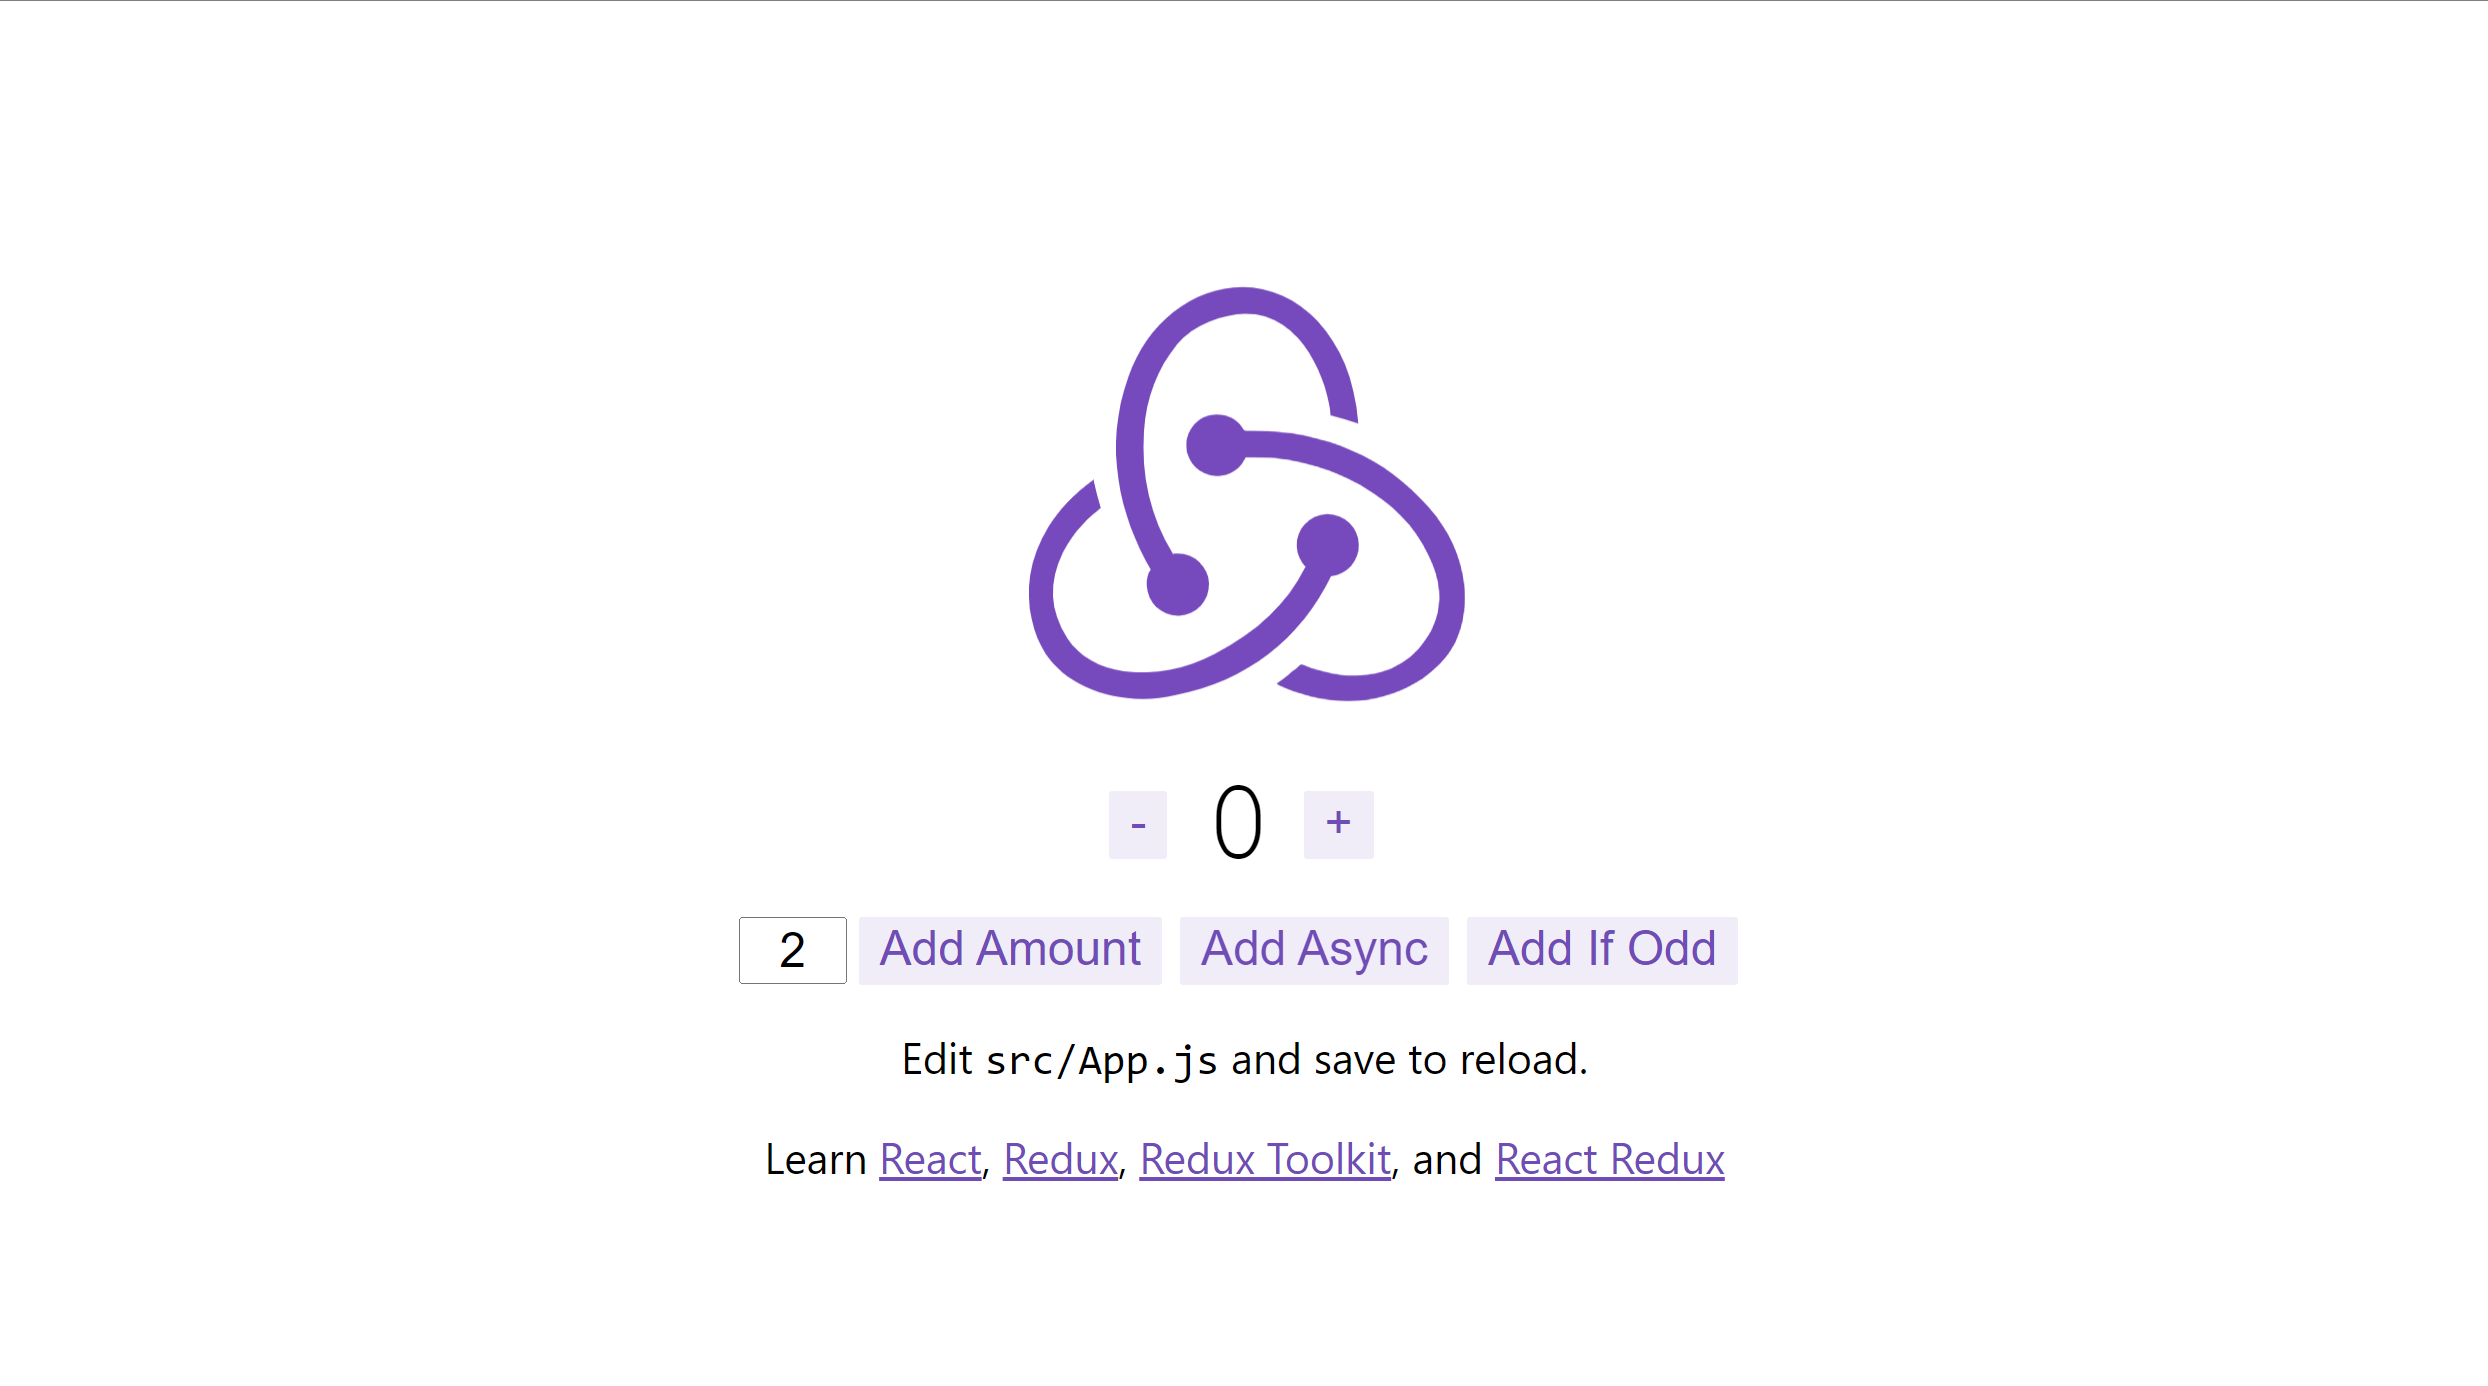 - 0 +
2 Add Amount Add Async Add If Odd
Edit src/App.js and save to reload.
Learn React, Redux, Redux Toolkit, and React Redux